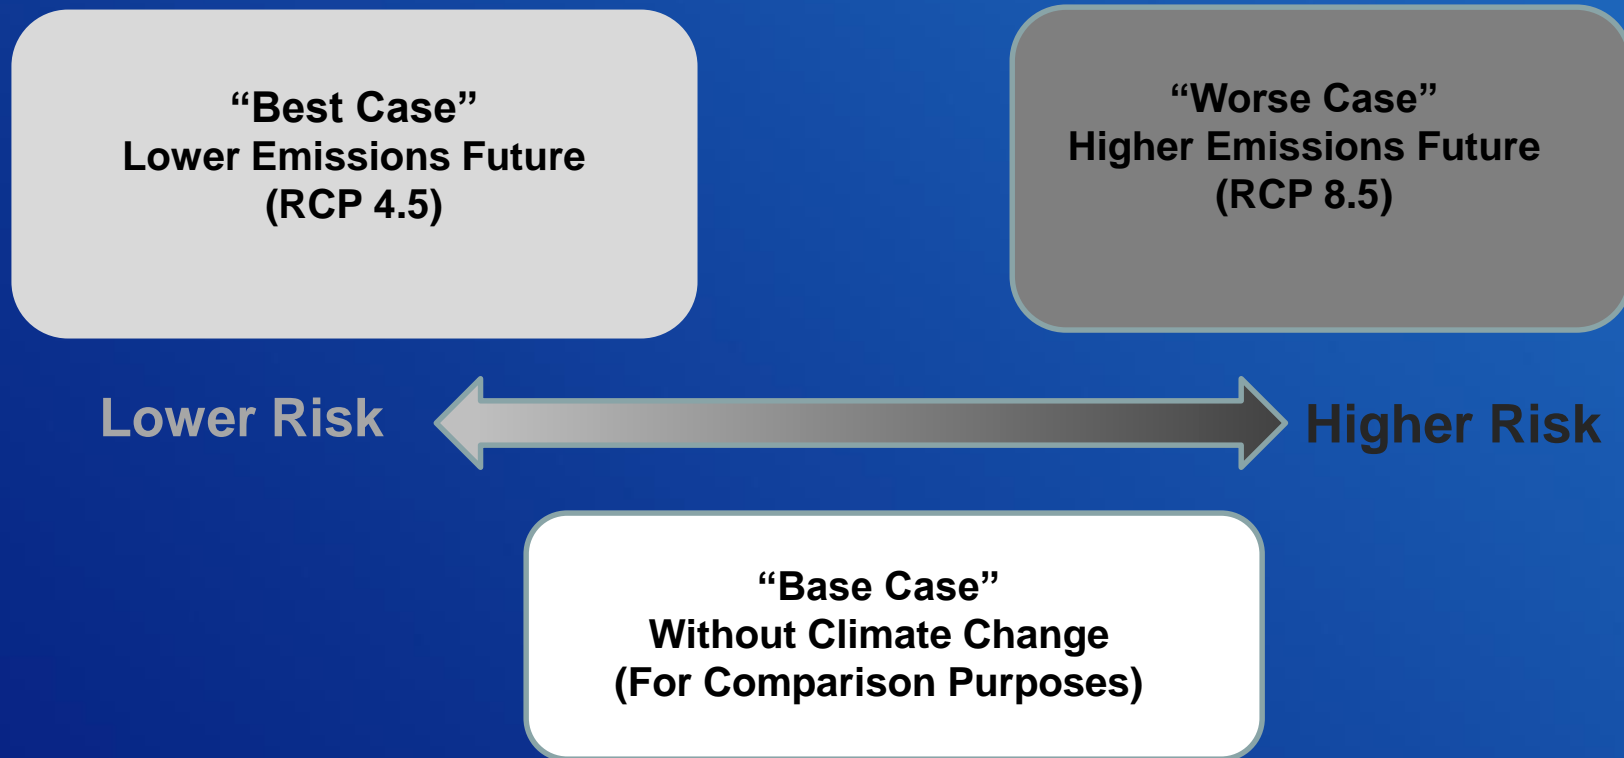 “Best Case”
Lower Emissions Future
(RCP 4.5)
“Worse Case”
Higher Emissions Future
(RCP 8.5)
Lower Risk
Higher Risk
“Base Case”
Without Climate Change
(For Comparison Purposes)